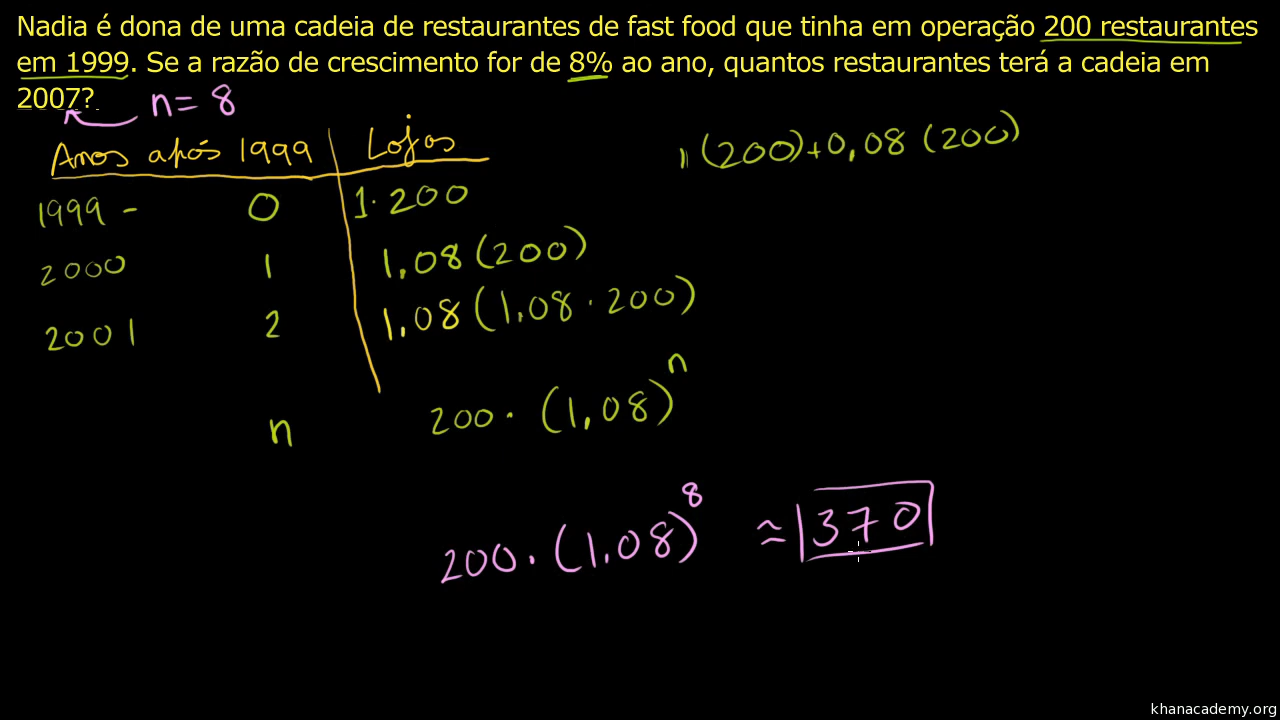 Nadia é dona de uma cadeia de restaurantes de fast food que tinha em operação 200 restaurantes
em 1999. Se a razão de crescimento for de 8% ao ano, quantos restaurantes terá a cadeia em
2007?.
n = 8
Anos após 1999 Lojas
1(200)+0,08(200)
1999 - 0 1·200
2000 1 1,08(200)
2001 2 1,08(1,08·200)
n 200·(1,08)^n
200·(1,08)^8 ≈ 370
khanacademy.org